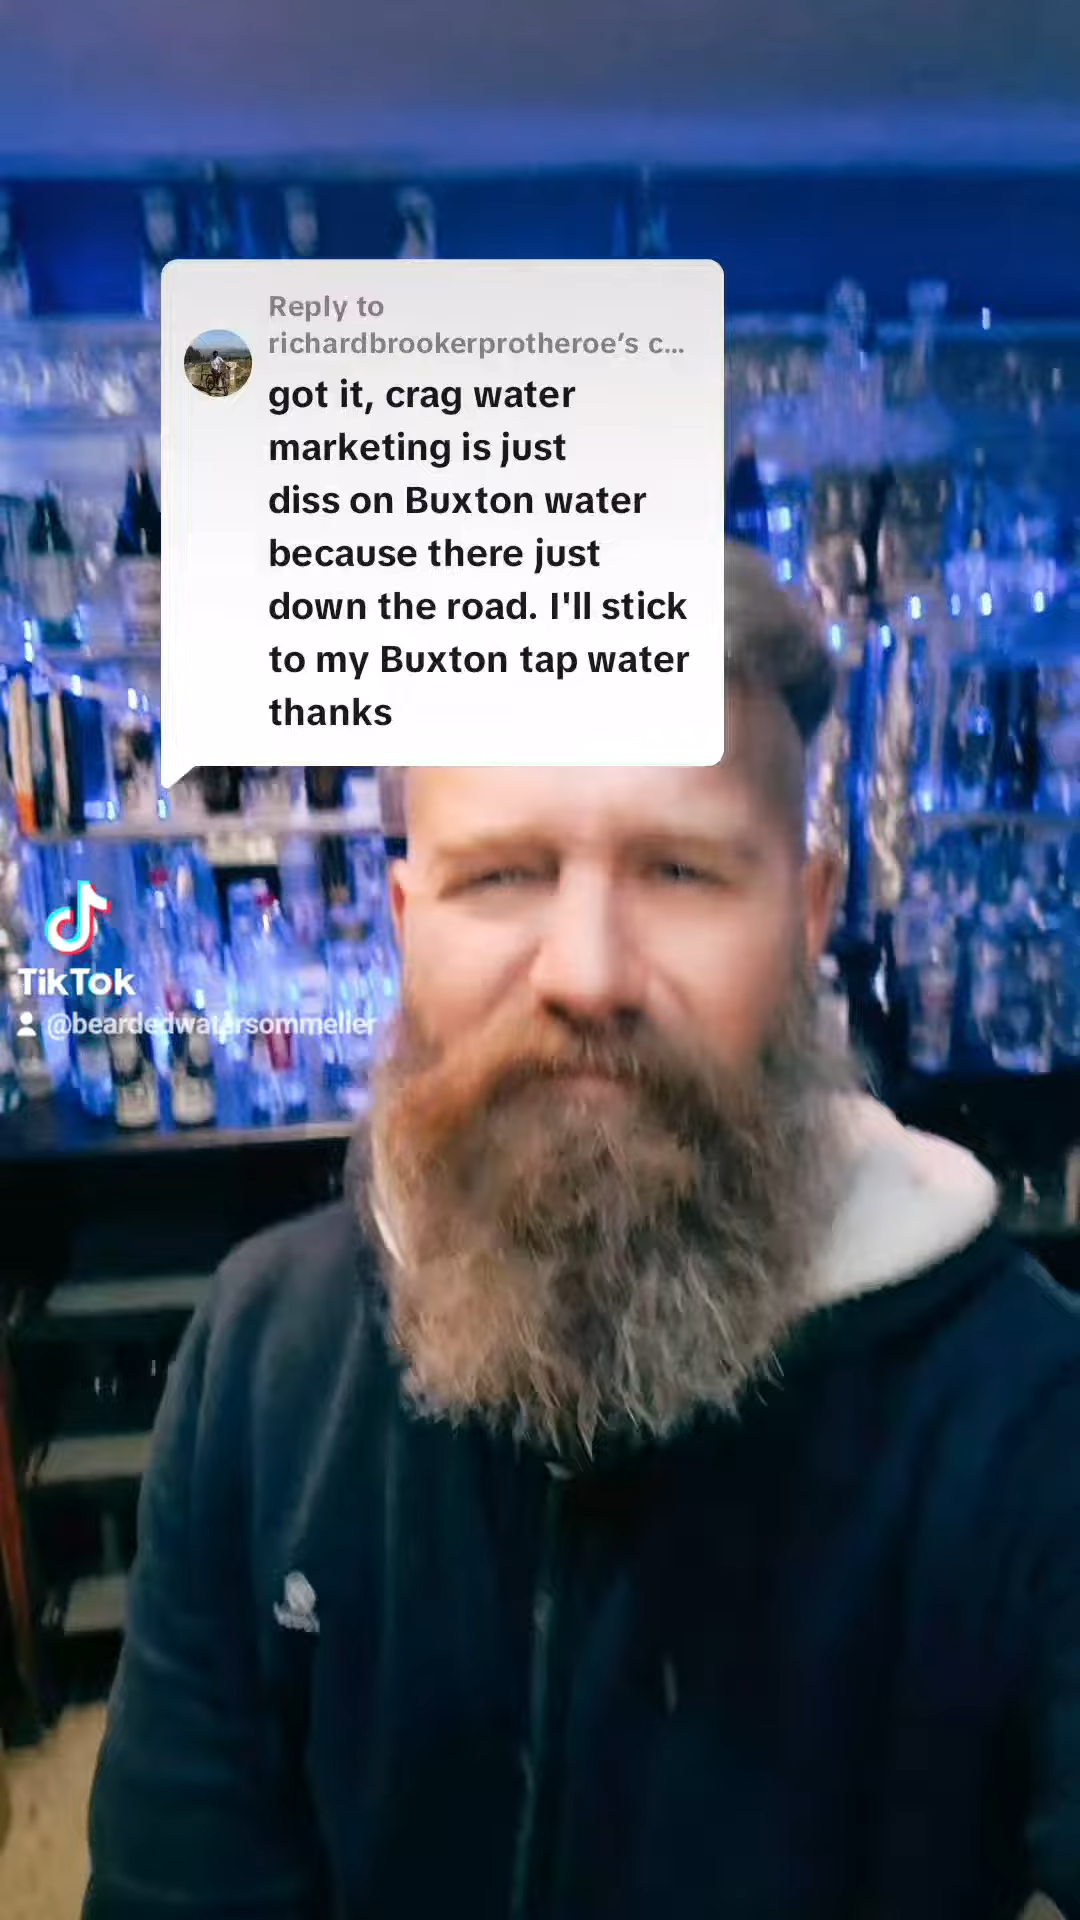 Reply to
richardbrookerprotheroe’s c...
got it, crag water
marketing is just
diss on Buxton water
because there just
down the road. I'll stick
to my Buxton tap water
thanks
TikTok
@beardedwatersommeller